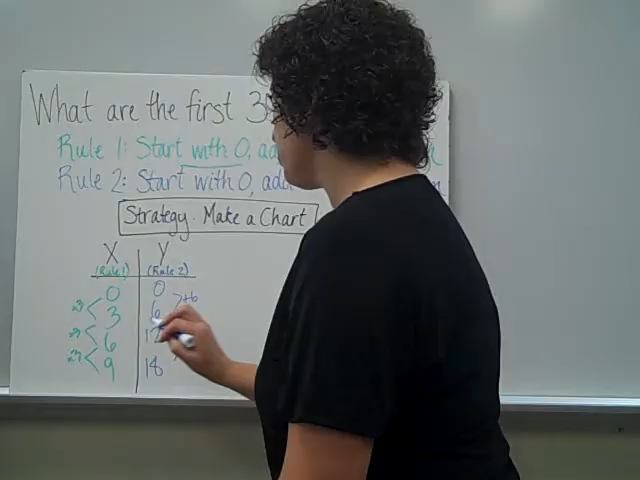 What are the first 3
Rule 1: Start with 0, ad
Rule 2: Start with 0, add
Strategy: Make a Chart
X Y
(Rule 1) (Rule 2)
0 0
3 6 +6
6
9 18